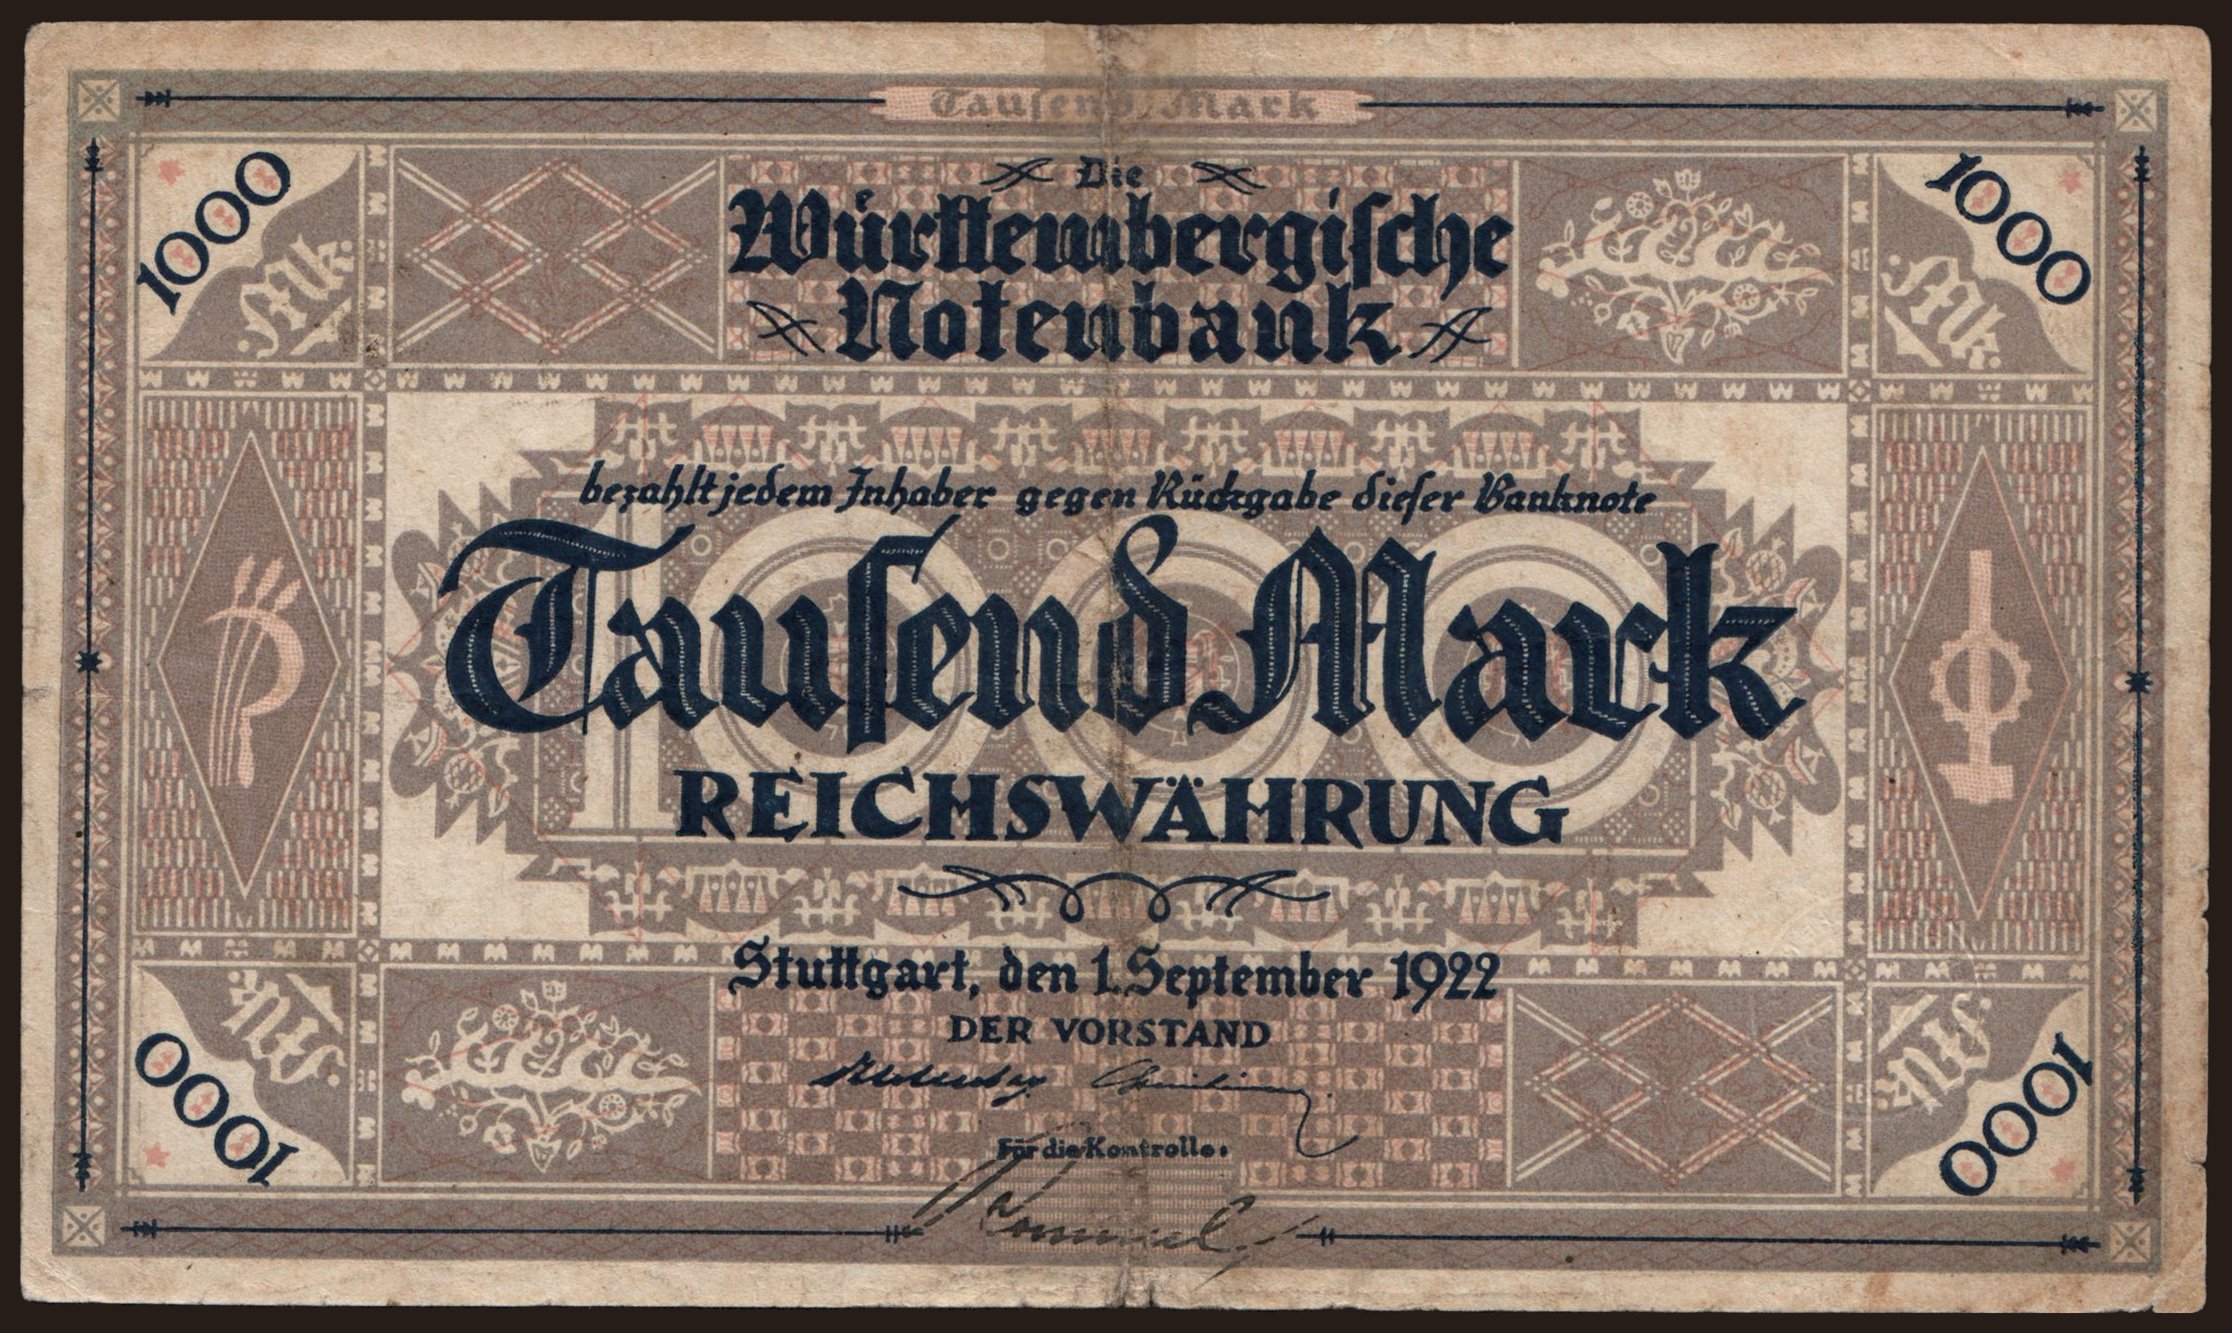 Tausend Mark
1000 Mk.
1000 Mk.
Die
Württembergische
Notenbank
bezahlt jedem Inhaber gegen Rückgabe dieser Banknote
Tausend Mark
REICHSWÄHRUNG
Stuttgart, den 1. September 1922
DER VORSTAND
Für die Kontrolle:
1000 Mk.
1000 Mk.